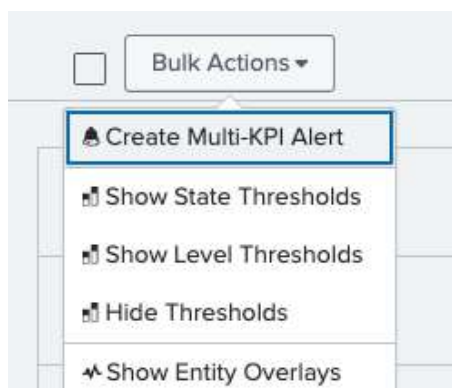 Bulk Actions
Create Multi-KPI Alert
Show State Thresholds
Show Level Thresholds
Hide Thresholds
Show Entity Overlays